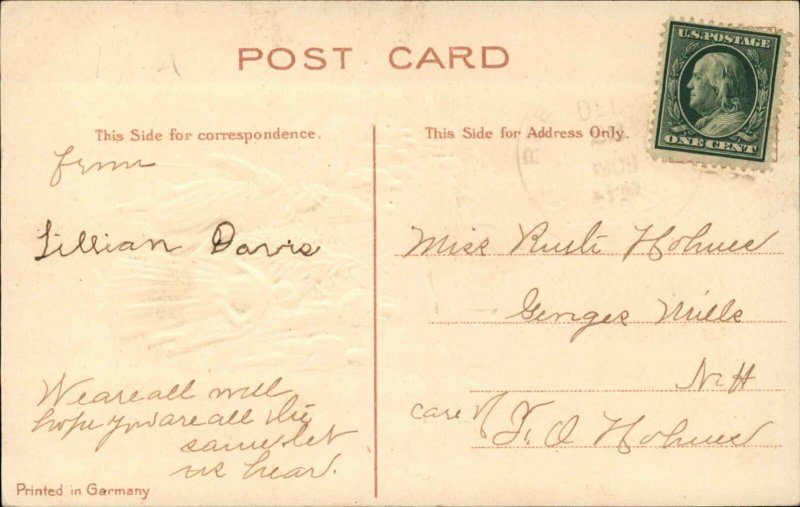 POST CARD
U.S. POSTAGE
ONE CENT
DEC
This Side for correspondence.
from
Lillian Davis
We are all well
hope you are all the
same let
us hear.
Printed in Germany
This Side for Address Only.
Miss Ruth Holmes
Georges Mills
N.H
care of F. O Holmes